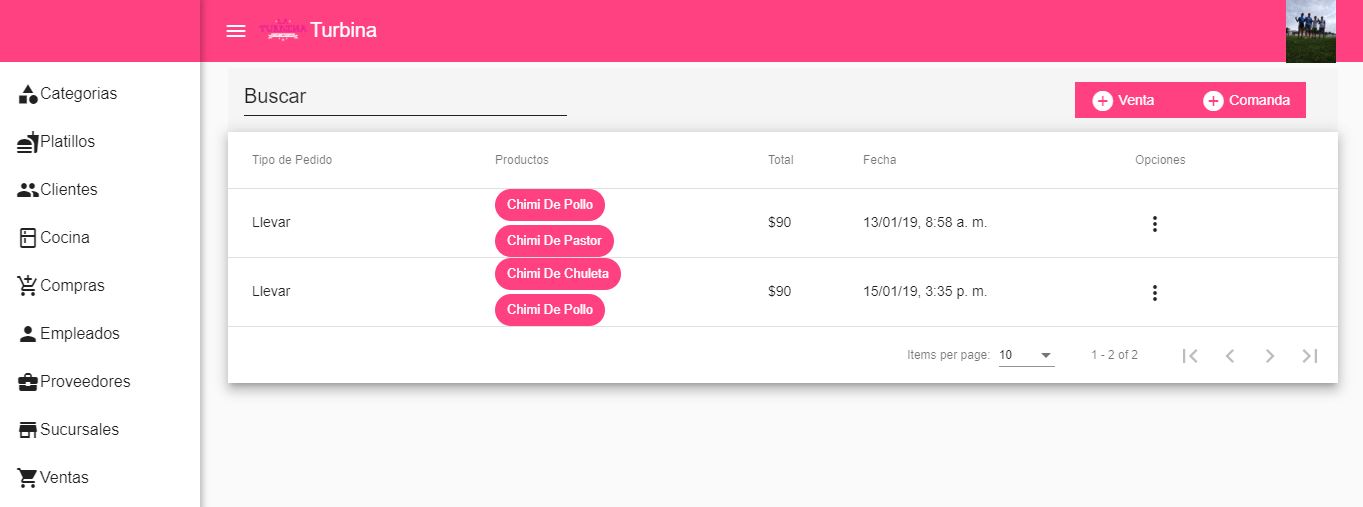 LA
TURBINA
Turbina
Categorias
Platillos
Clientes
Cocina
Compras
Empleados
Proveedores
Sucursales
Ventas
Buscar
Venta
Comanda
Tipo de Pedido Productos Total Fecha Opciones
Chimi De Pollo
Llevar $90 13/01/19, 8:58 a. m.
Chimi De Pastor
Chimi De Chuleta
Llevar $90 15/01/19, 3:35 p. m.
Chimi De Pollo
Items per page: 10 1 - 2 of 2